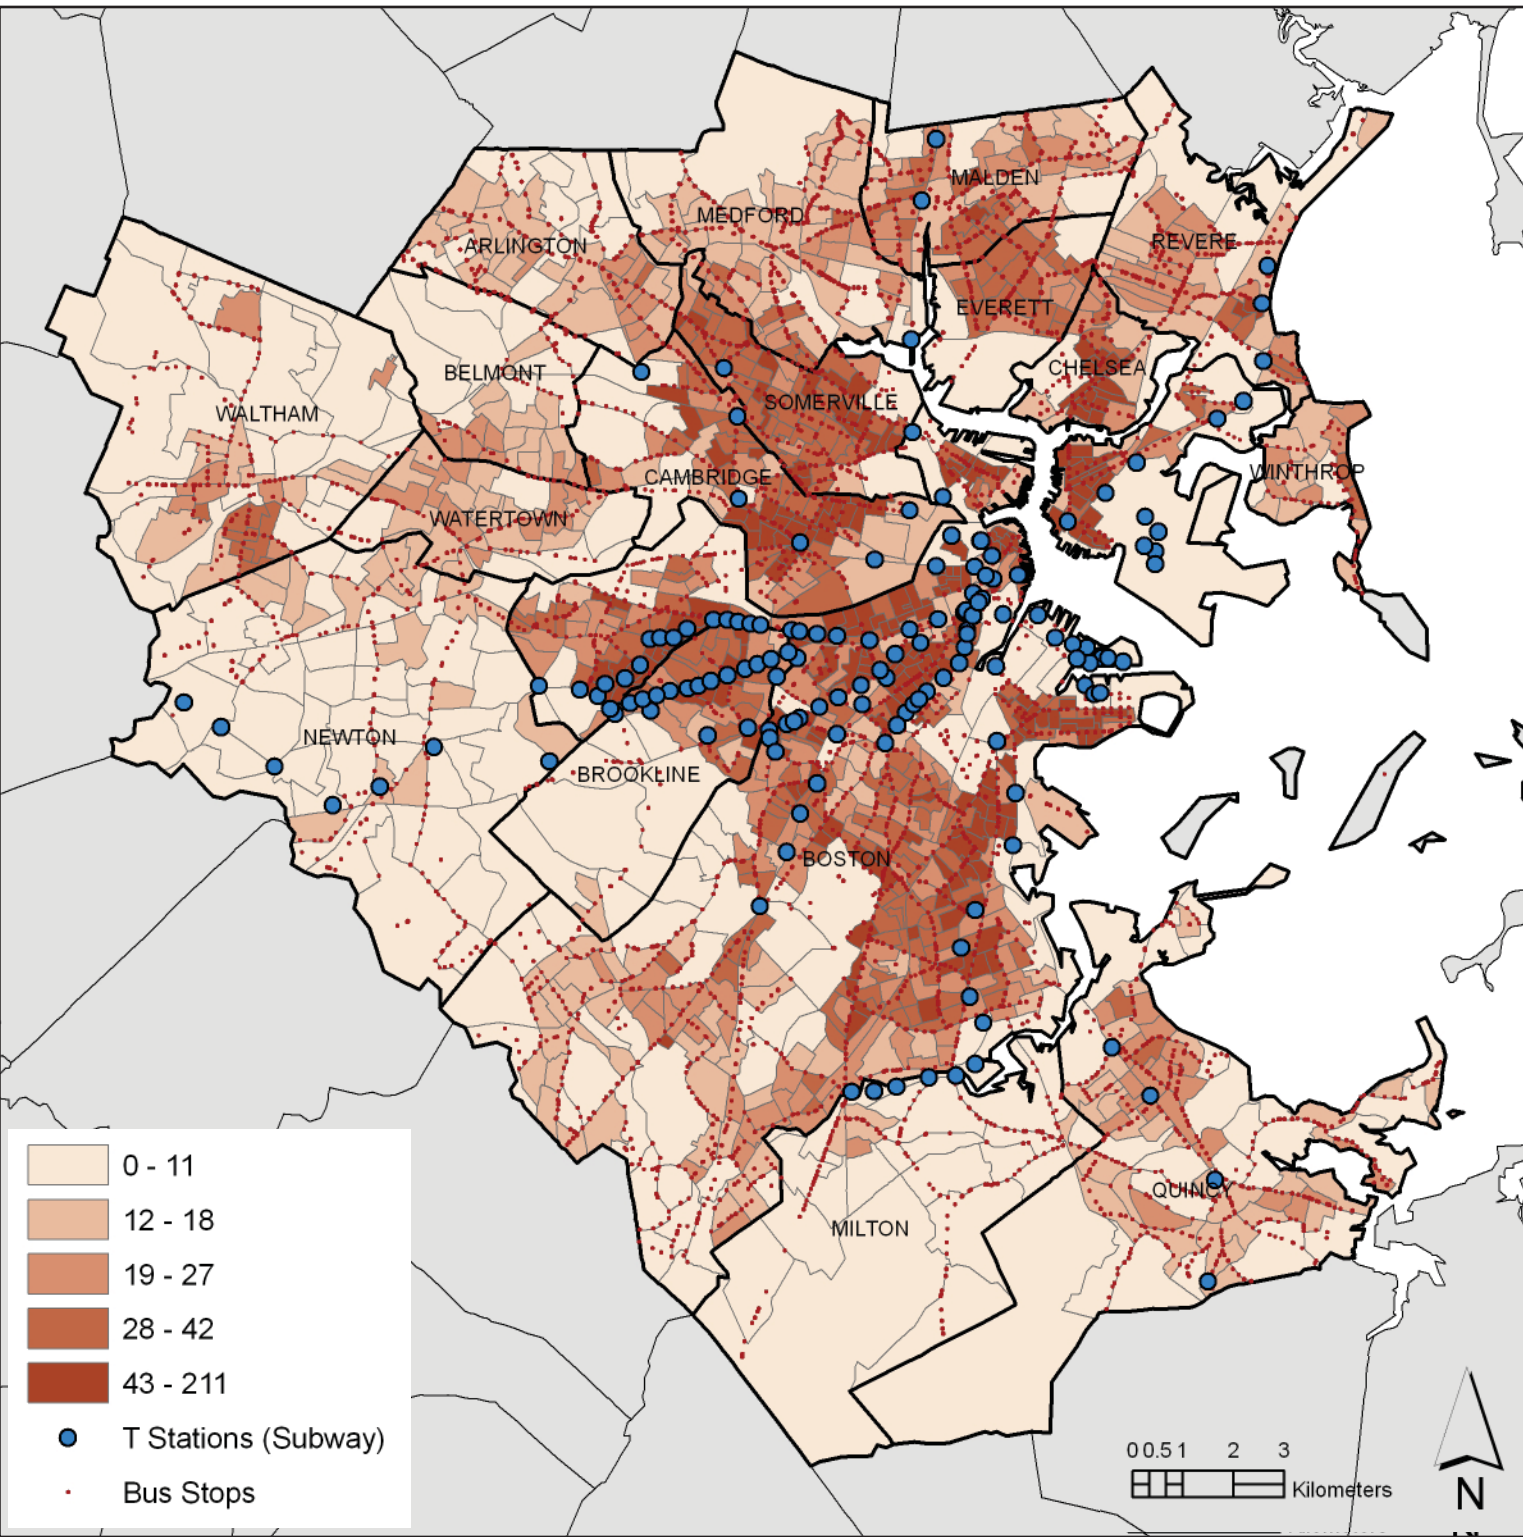 MALDEN
MEDFORD
ARLINGTON
REVERE
EVERETT
BELMONT
CHELSEA
SOMERVILLE
WALTHAM
CAMBRIDGE
WINTHROP
WATERTOWN
NEWTON
BROOKLINE
BOSTON
QUINCY
MILTON
0 - 11
12 - 18
19 - 27
28 - 42
43 - 211
T Stations (Subway)
Bus Stops
0 0.5 1 2 3
Kilometers
N